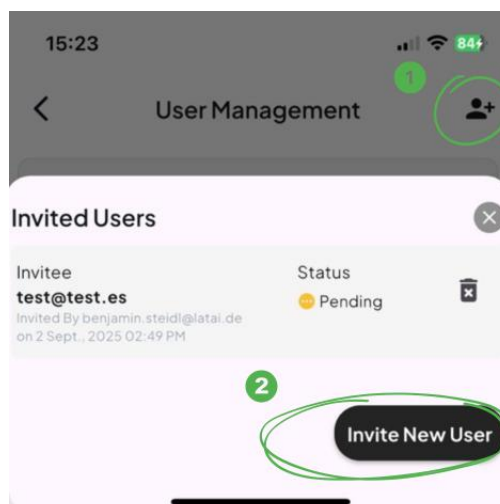 15:23
84
1
User Management
Invited Users
Invitee
Status
test@test.es
Pending
Invited By benjamin.steidl@latai.de
on 2 Sept., 2025 02:49 PM
2
Invite New User